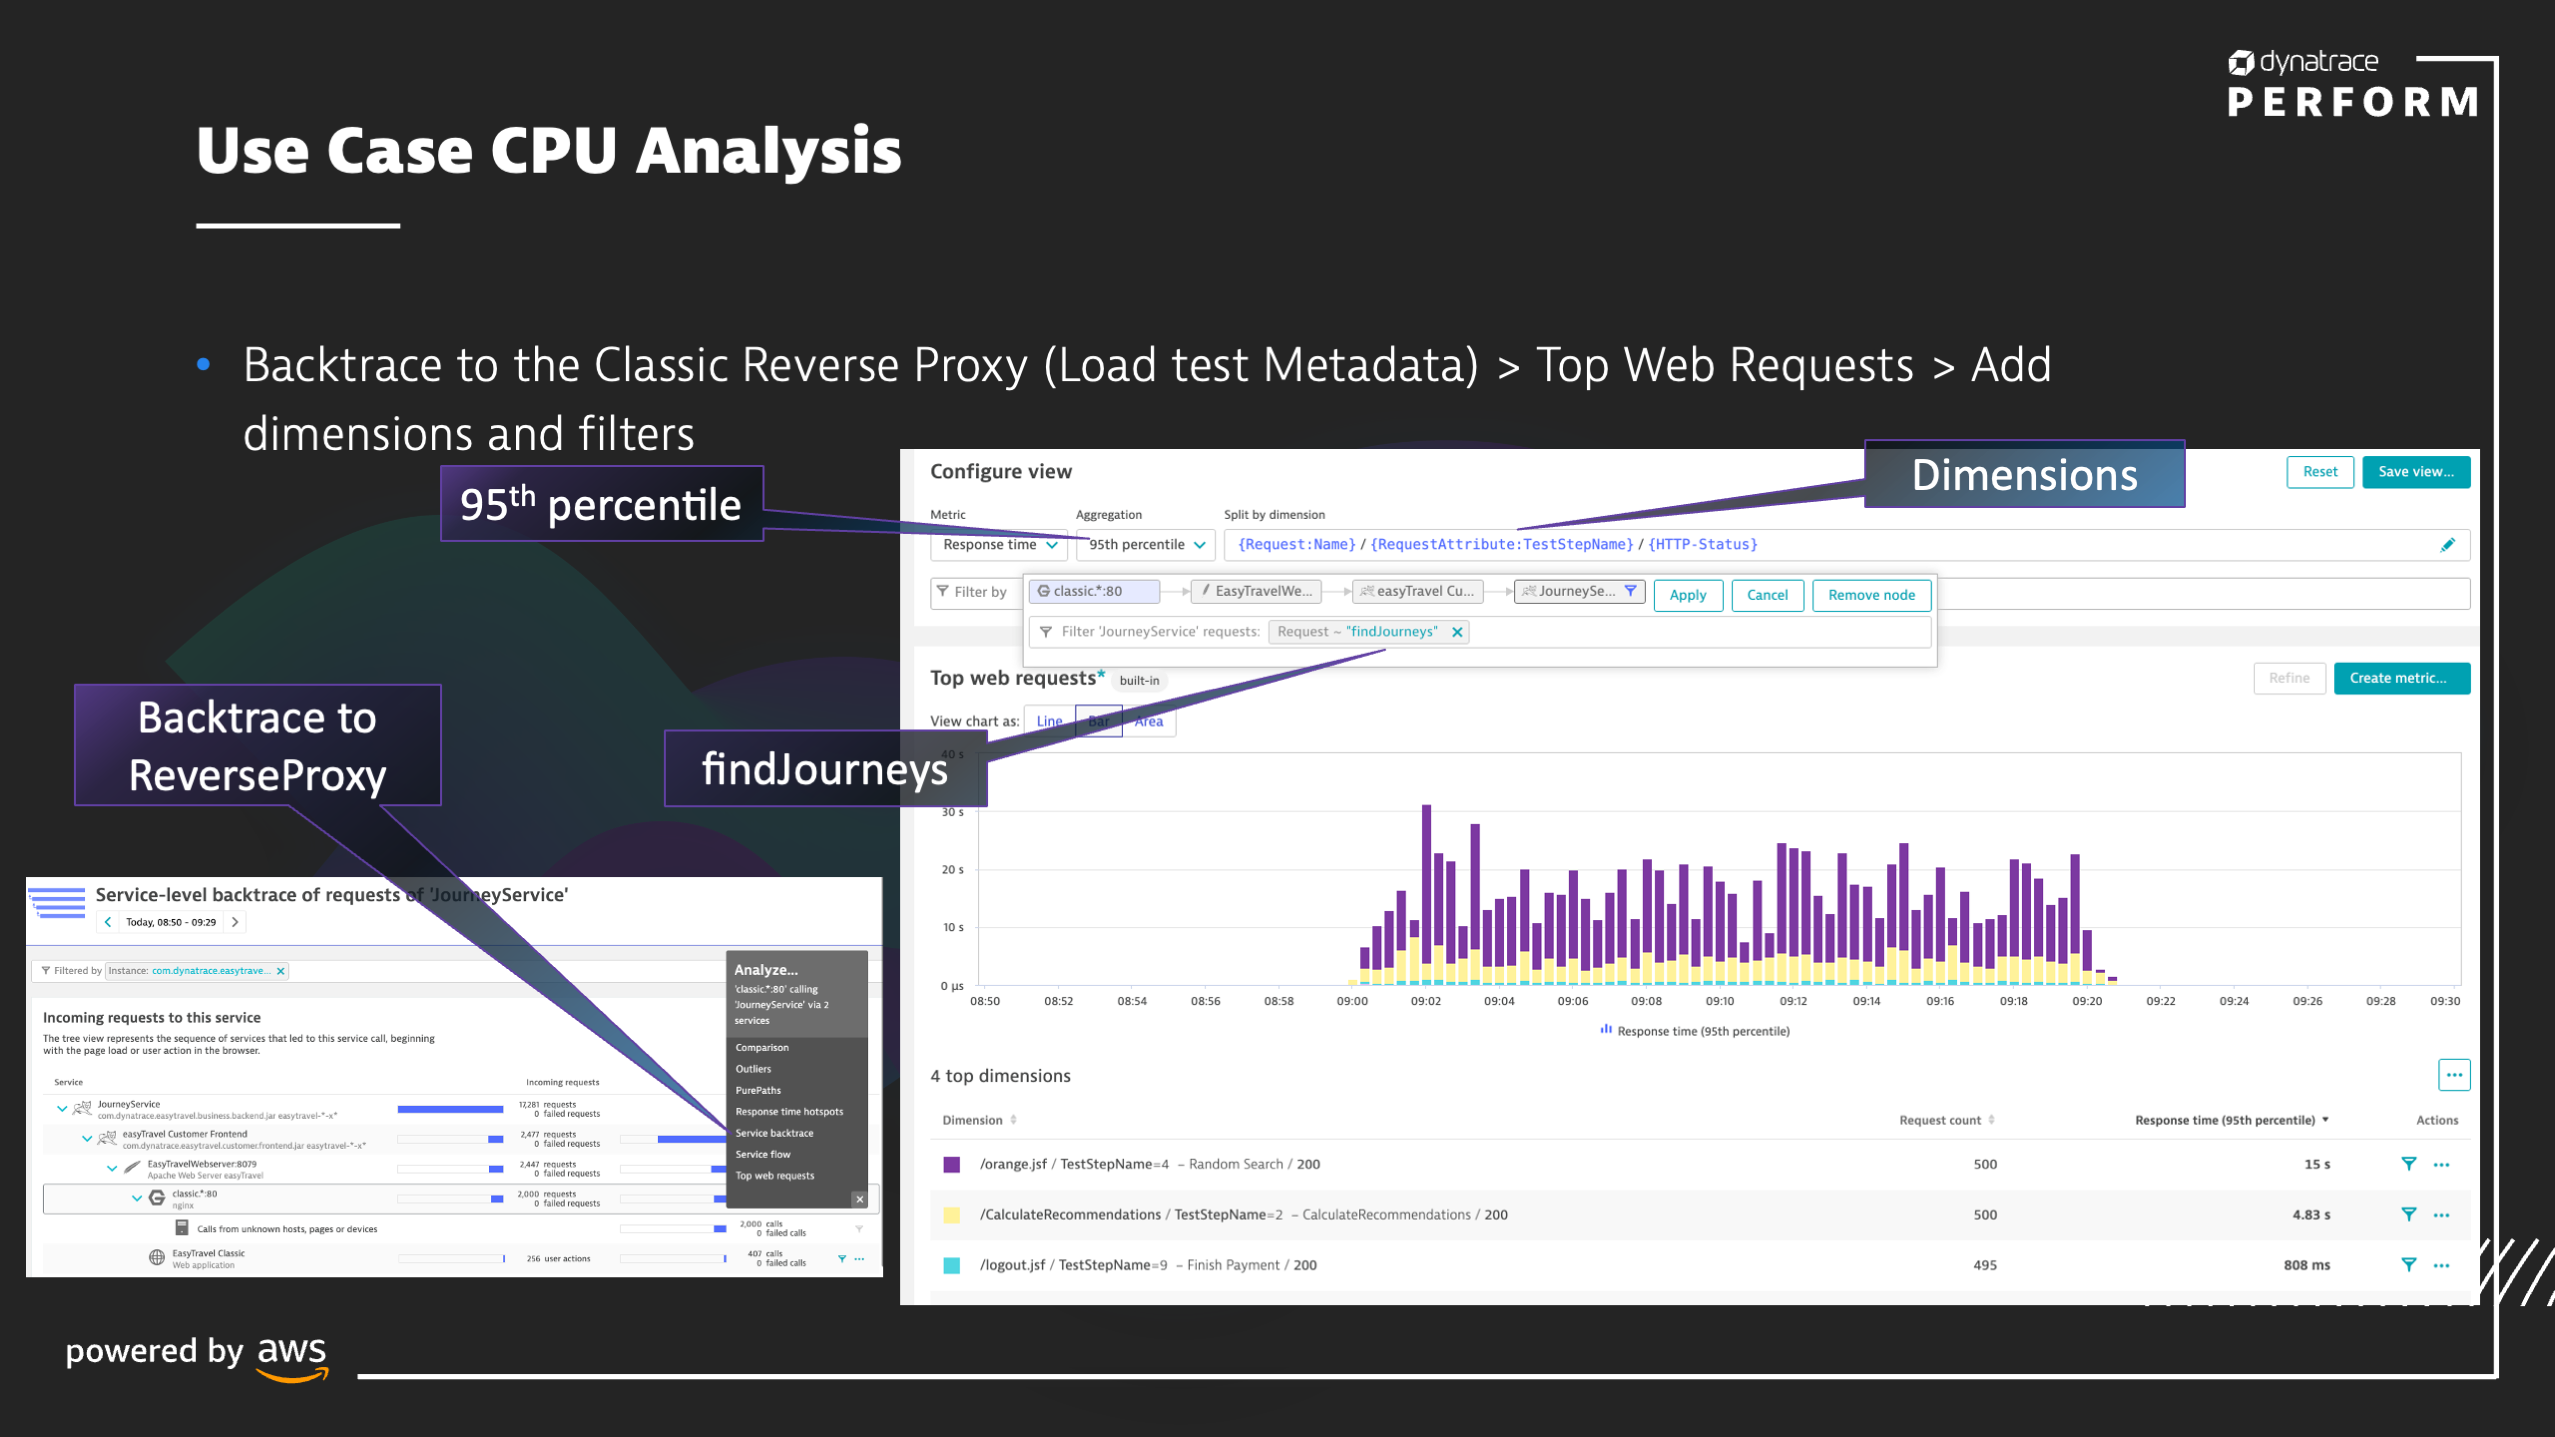 dynatrace
PERFORM
Use Case CPU Analysis
• Backtrace to the Classic Reverse Proxy (Load test Metadata) > Top Web Requests > Add
dimensions and filters
95th percentile
Dimensions
Backtrace to
ReverseProxy
findJourneys
Configure view
Reset
Save view...
Metric
Aggregation
Split by dimension
Response time
95th percentile
{Request:Name} / {RequestAttribute:TestStepName} / {HTTP-Status}
Filter by
classic.*:80
EasyTravelWe...
easyTravel Cu...
JourneySe...
Apply
Cancel
Remove node
Filter 'JourneyService' requests:
Request ~ "findJourneys"
Top web requests*
built-in
Refine
Create metric...
View chart as:
Line
Bar
Area
40 s
30 s
20 s
10 s
0 µs
08:50 08:52 08:54 08:56 08:58 09:00 09:02 09:04 09:06 09:08 09:10 09:12 09:14 09:16 09:18 09:20 09:22 09:24 09:26 09:28 09:30
Response time (95th percentile)
4 top dimensions
Dimension Request count Response time (95th percentile) Actions
/orange.jsf / TestStepName=4 – Random Search / 200 500 15 s
/CalculateRecommendations / TestStepName=2 – CalculateRecommendations / 200 500 4.83 s
/logout.jsf / TestStepName=9 – Finish Payment / 200 495 808 ms
Service-level backtrace of requests of 'JourneyService'
Today, 08:50 - 09:29
Filtered by
Instance: com.dynatrace.easytrave...
Incoming requests to this service
The tree view represents the sequence of services that led to this service call, beginning
with the page load or user action in the browser.
Service Incoming requests
JourneyService
com.dynatrace.easytravel.business.backend.jar easytravel-*-x*
17,281 requests
0 failed requests
easyTravel Customer Frontend
com.dynatrace.easytravel.customer.frontend.jar easytravel-*-x*
2,477 requests
0 failed requests
EasyTravelWebserver:8079
Apache Web Server easyTravel
2,447 requests
0 failed requests
classic.*:80
nginx
2,000 requests
0 failed requests
Calls from unknown hosts, pages or devices
2,000 calls
0 failed calls
EasyTravel Classic
Web application
256 user actions
407 calls
0 failed calls
Analyze...
'classic.*:80' calling
'JourneyService' via 2
services
Comparison
Outliers
PurePaths
Response time hotspots
Service backtrace
Service flow
Top web requests
powered by aws